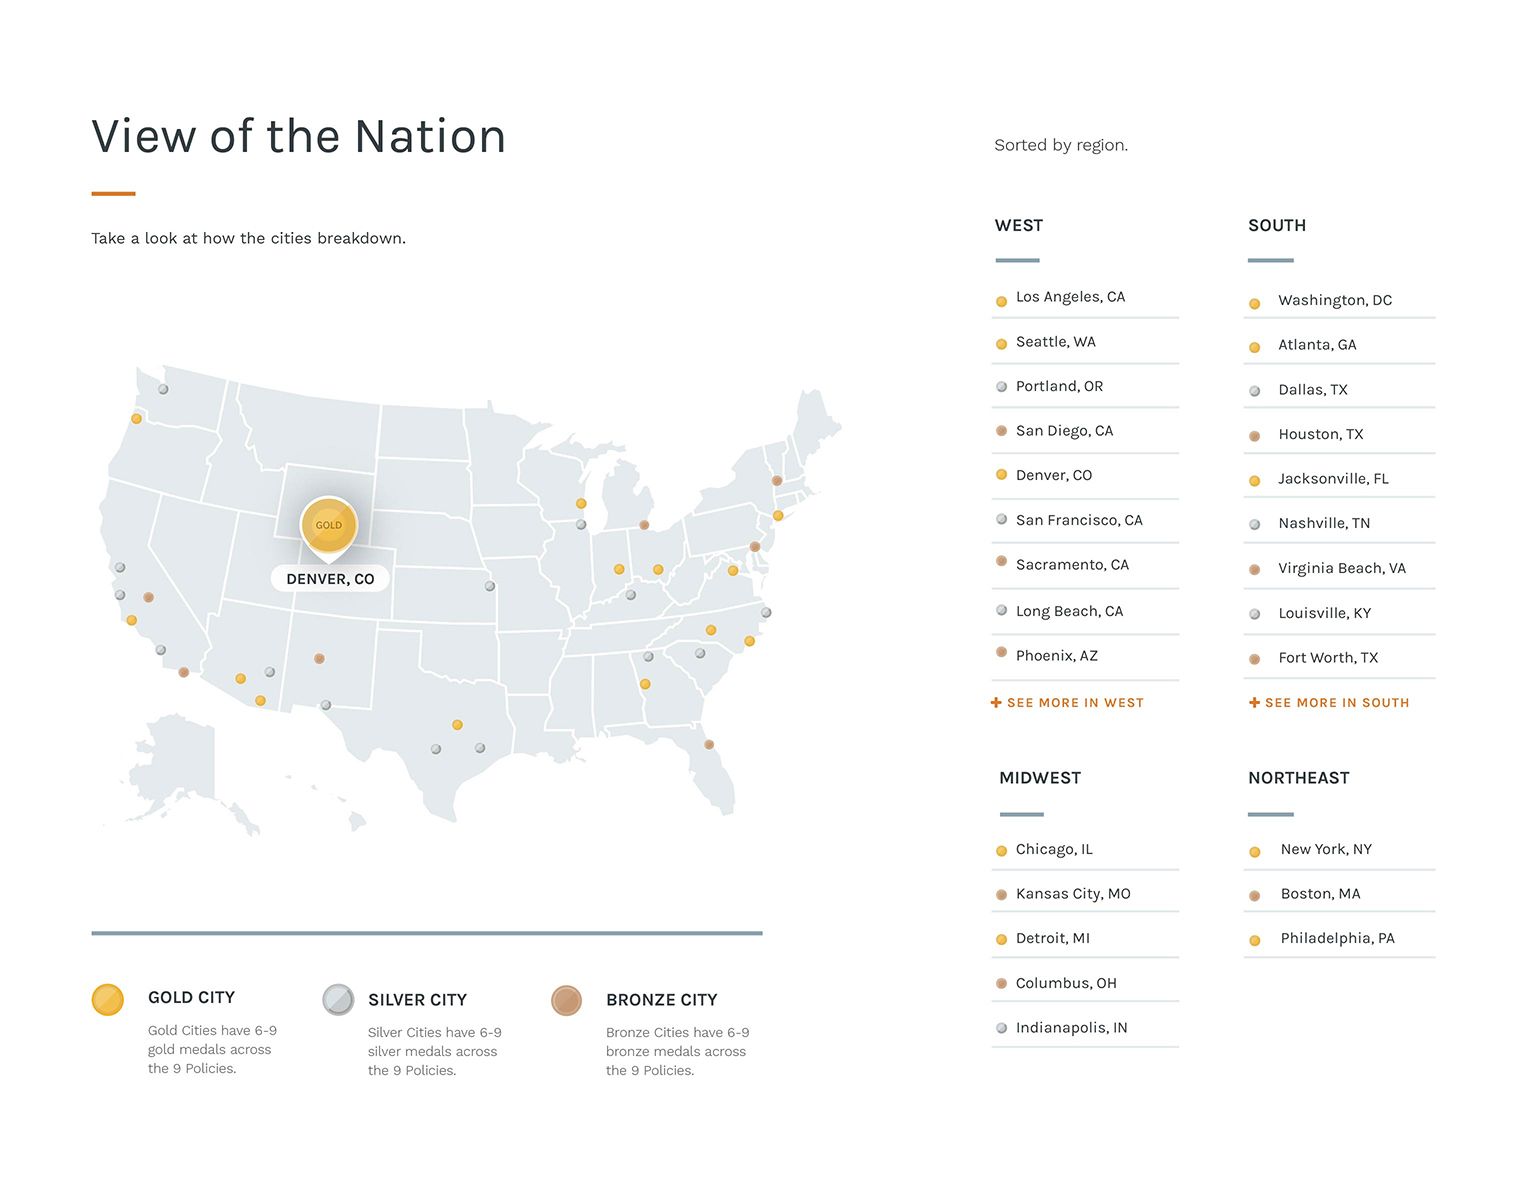 View of the Nation
Take a look at how the cities breakdown.
GOLD
DENVER, CO
GOLD CITY
Gold Cities have 6-9
gold medals across
the 9 Policies.
SILVER CITY
Silver Cities have 6-9
silver medals across
the 9 Policies.
BRONZE CITY
Bronze Cities have 6-9
bronze medals across
the 9 Policies.
Sorted by region.
WEST
Los Angeles, CA
Seattle, WA
Portland, OR
San Diego, CA
Denver, CO
San Francisco, CA
Sacramento, CA
Long Beach, CA
Phoenix, AZ
+ SEE MORE IN WEST
SOUTH
Washington, DC
Atlanta, GA
Dallas, TX
Houston, TX
Jacksonville, FL
Nashville, TN
Virginia Beach, VA
Louisville, KY
Fort Worth, TX
+ SEE MORE IN SOUTH
MIDWEST
Chicago, IL
Kansas City, MO
Detroit, MI
Columbus, OH
Indianapolis, IN
NORTHEAST
New York, NY
Boston, MA
Philadelphia, PA